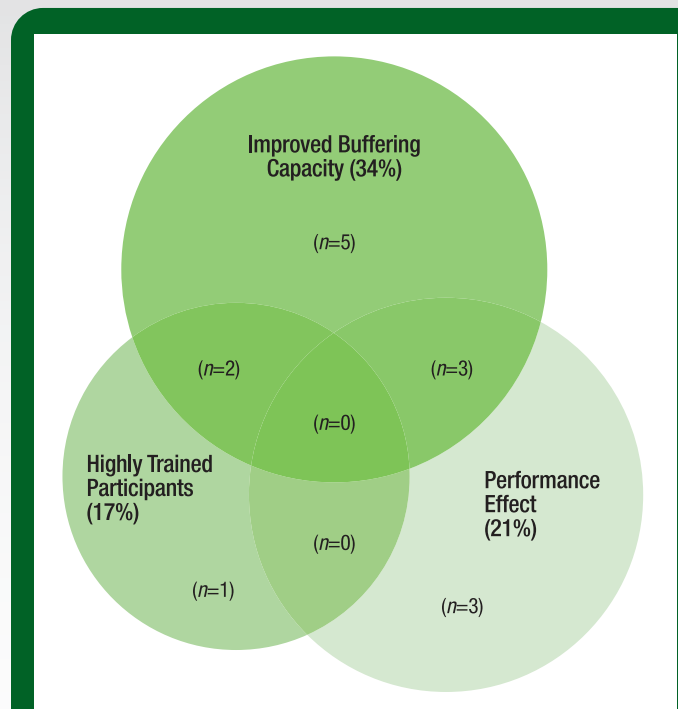 Improved Buffering
Capacity (34%)
(n=5)
(n=2)
(n=3)
(n=0)
Highly Trained
Participants
(17%)
Performance
Effect
(21%)
(n=0)
(n=1)
(n=3)